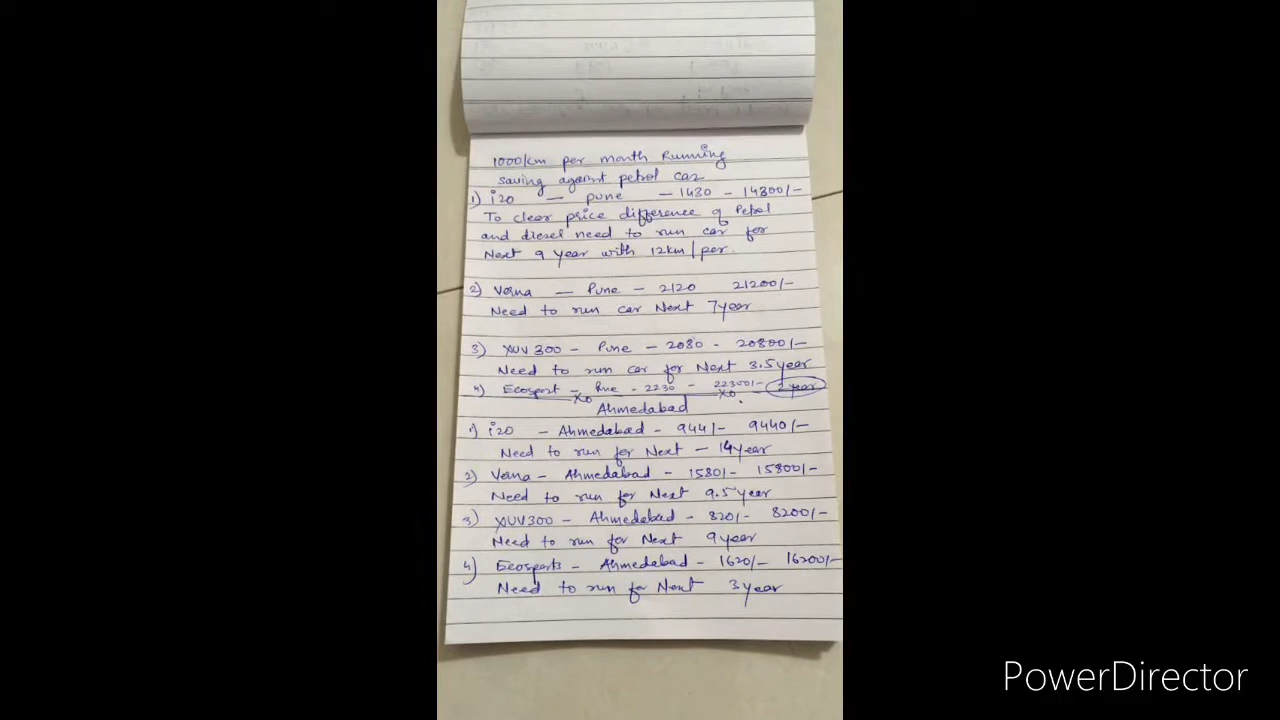 1000/km per month Running
saving against petrol car
1) i20 — pune — 1430 - 14300/-
To clear price difference of Petrol
and diesel need to run car for
Next 9 year with 12km/per.
2) Verna — Pune - 2120 21200/-
Need to run car Next 7year
3) XUV300 - Pune - 2080 - 20800/-
Need to run car for Next 3.5year
4) Ecosport - Pune - 2230 - 22300/- - 2 year
Ahmedabad
1) i20 - Ahmedabad - 944/- 9440/-
Need to run for Next - 14year
2) Verna - Ahmedabad - 1580/- 15800/-
Need to run for Next 9.5year
3) XUV300 - Ahmedabad - 820/- 8200/-
Need to run for Next 9year
4) Ecosports - Ahmedabad - 1620/- 16200/-
Need to run for Next 3year
PowerDirector